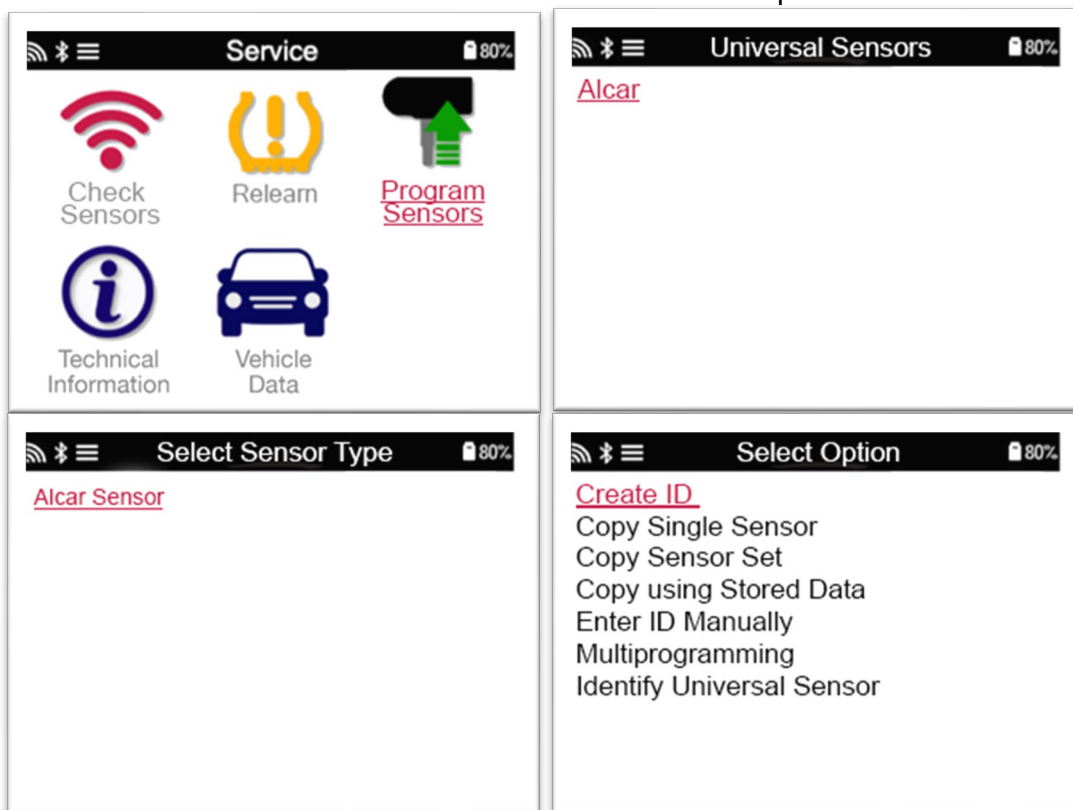 Service
80%
Check
Sensors
Relearn
Program
Sensors
Technical
Information
Vehicle
Data
Universal Sensors
80%
Alcar
Select Sensor Type
80%
Alcar Sensor
Select Option
80%
Create ID
Copy Single Sensor
Copy Sensor Set
Copy using Stored Data
Enter ID Manually
Multiprogramming
Identify Universal Sensor